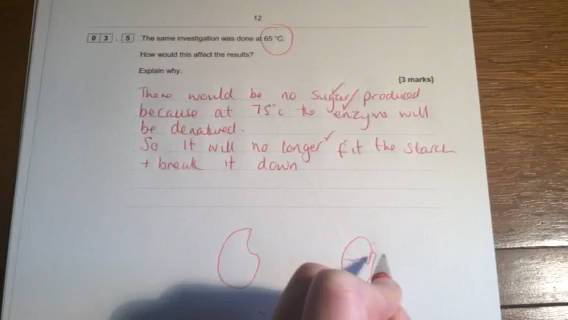 12
03.5 The same investigation was done at 65 °C.
How would this affect the results?
Explain why.
[3 marks]
There would be no sugar produced
because at 75°c the enzyme will
be denatured.
So it will no longer fit the starch
+ break it down